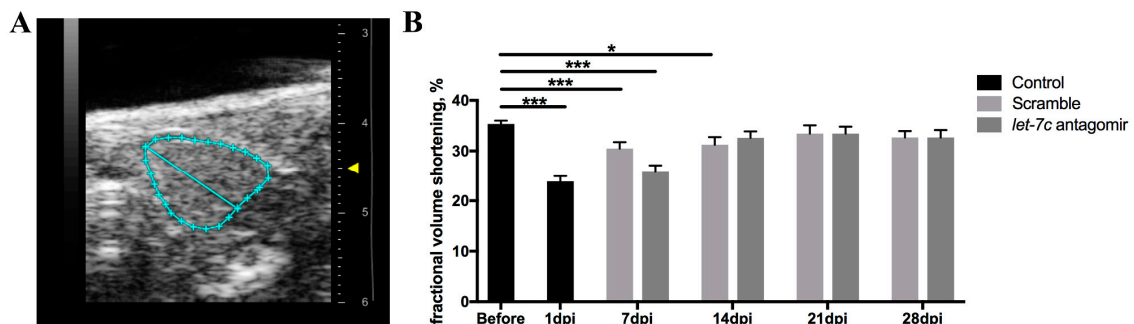 A
3
4
5
6
B
*
***
***
***
fractional volume shortening, %
40
30
20
10
0
Before 1dpi 7dpi 14dpi 21dpi 28dpi
Control
Scramble
let-7c antagomir